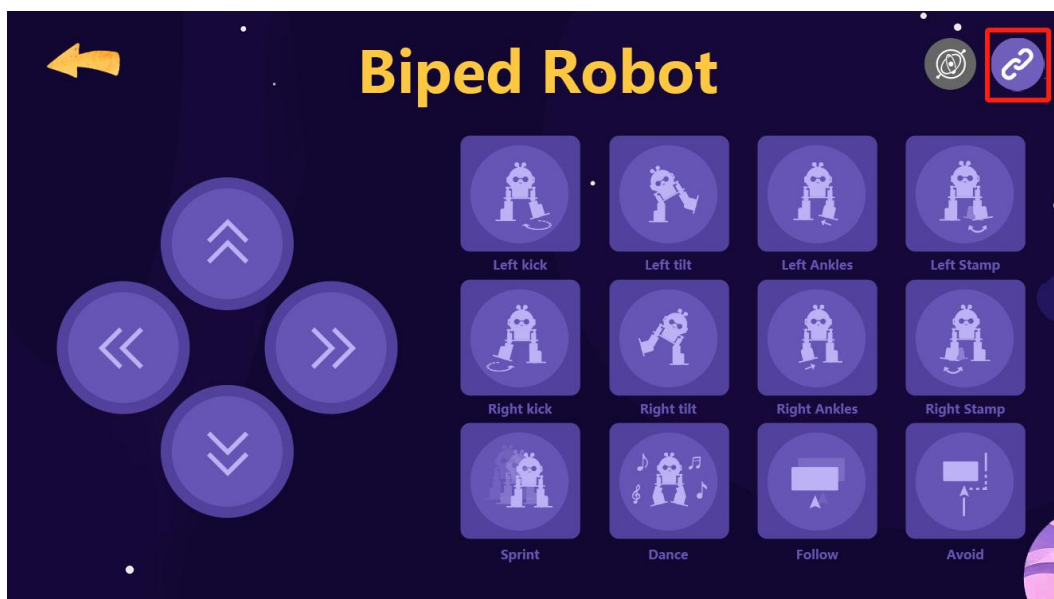 Biped Robot
Left kick
Left tilt
Left Ankles
Left Stamp
Right kick
Right tilt
Right Ankles
Right Stamp
Sprint
Dance
Follow
Avoid